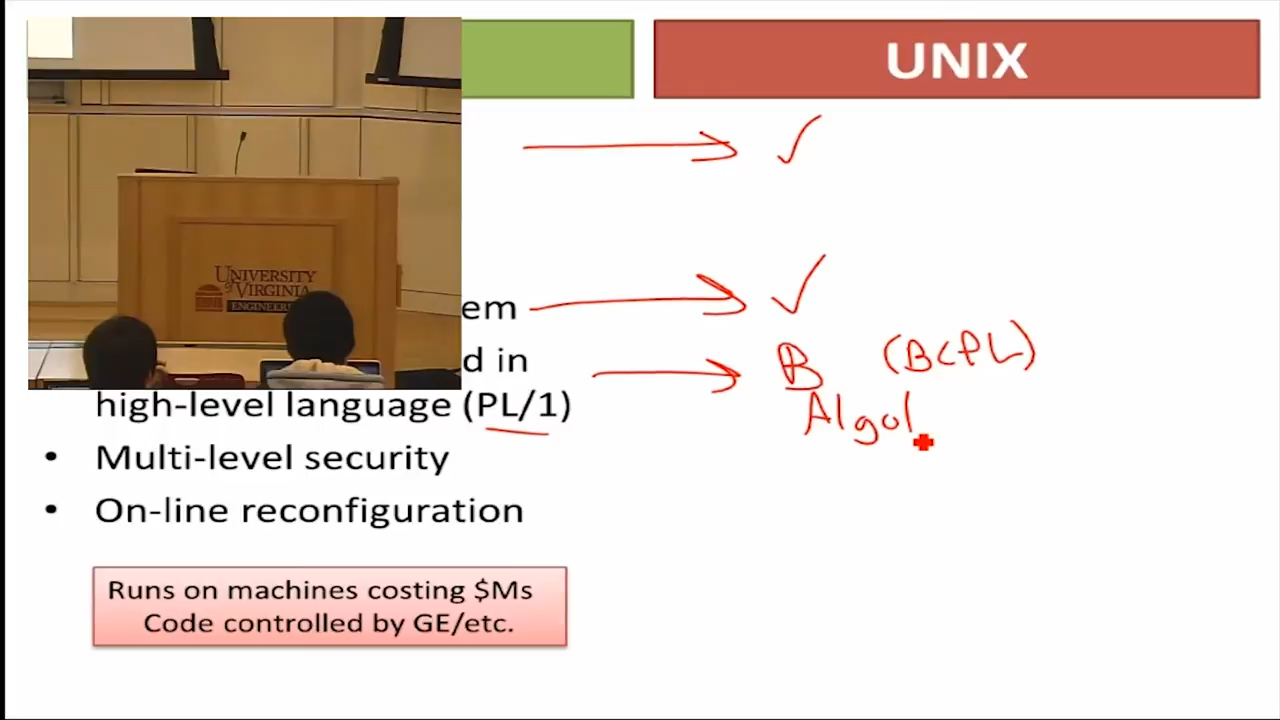 UNIX
✓
UNIVERSITY
of VIRGINIA
ENGINEER
em ✓
d in B (BCPL)
high-level language (PL/1) Algol
• Multi-level security
• On-line reconfiguration
Runs on machines costing $Ms
Code controlled by GE/etc.